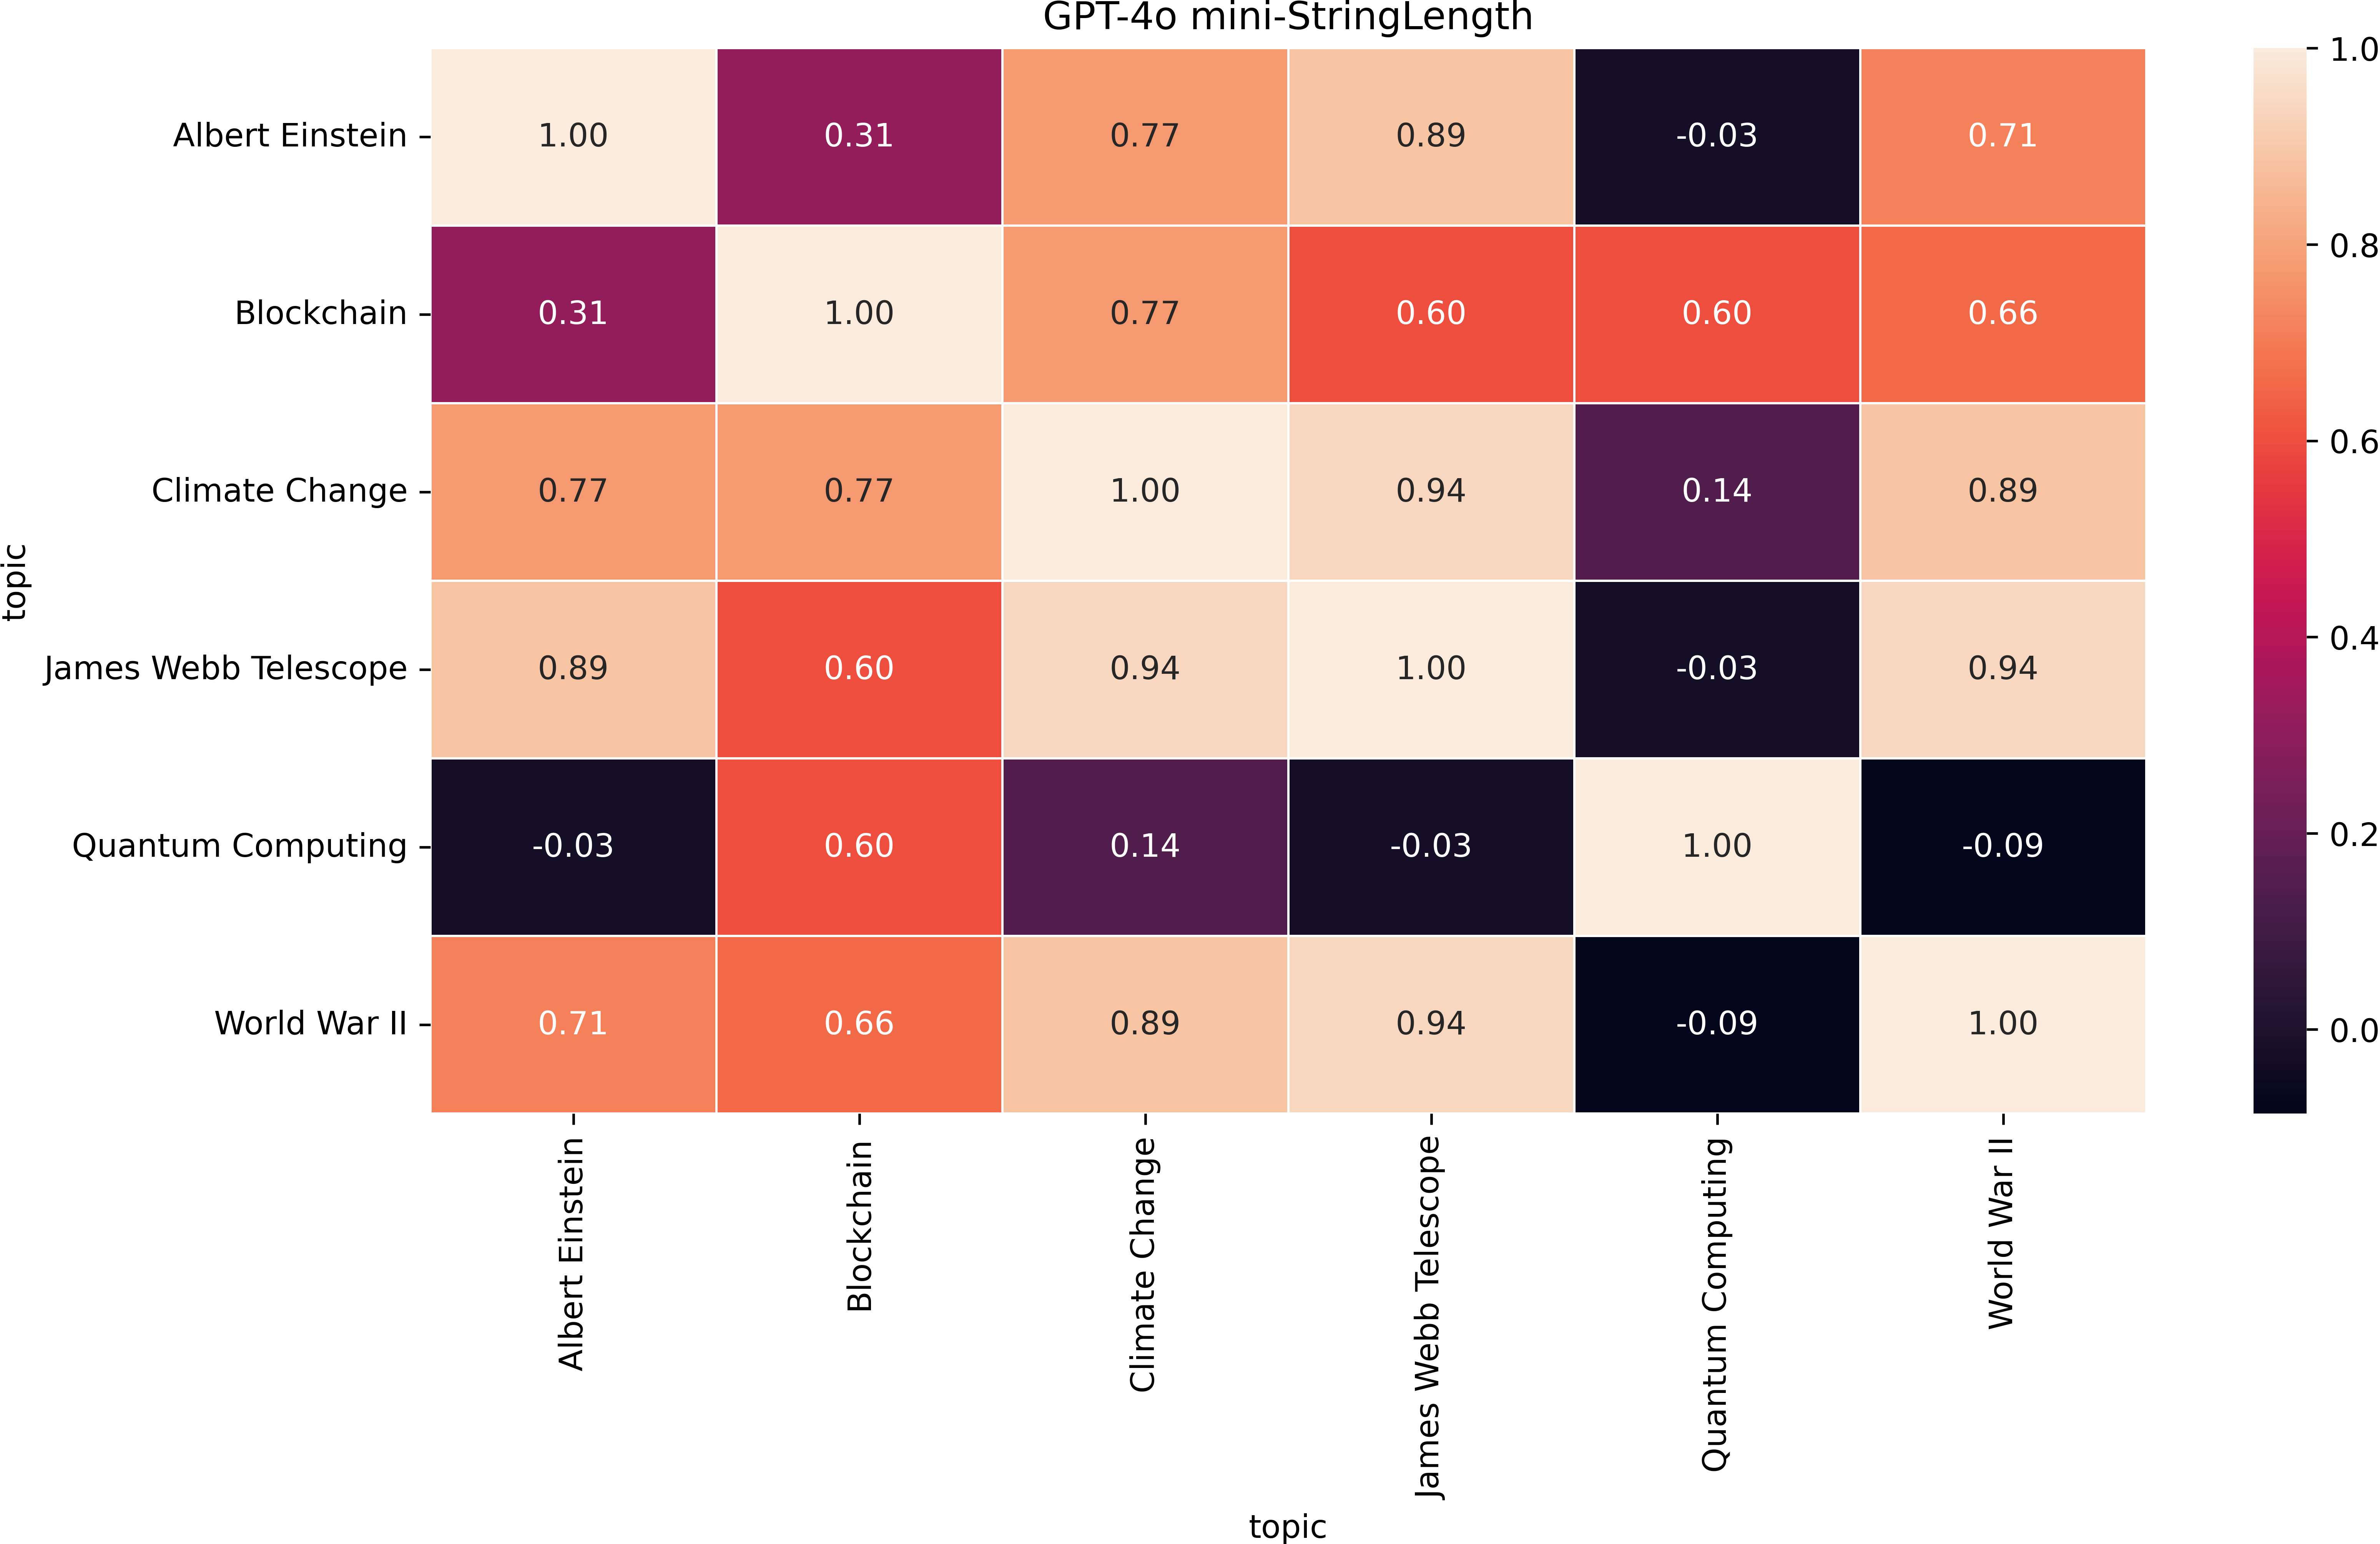 GPT-4o mini-StringLength
Albert Einstein 1.00 0.31 0.77 0.89 -0.03 0.71
Blockchain 0.31 1.00 0.77 0.60 0.60 0.66
Climate Change 0.77 0.77 1.00 0.94 0.14 0.89
James Webb Telescope 0.89 0.60 0.94 1.00 -0.03 0.94
Quantum Computing -0.03 0.60 0.14 -0.03 1.00 -0.09
World War II 0.71 0.66 0.89 0.94 -0.09 1.00
topic
Albert Einstein
Blockchain
Climate Change
James Webb Telescope
Quantum Computing
World War II
topic
1.0
0.8
0.6
0.4
0.2
0.0